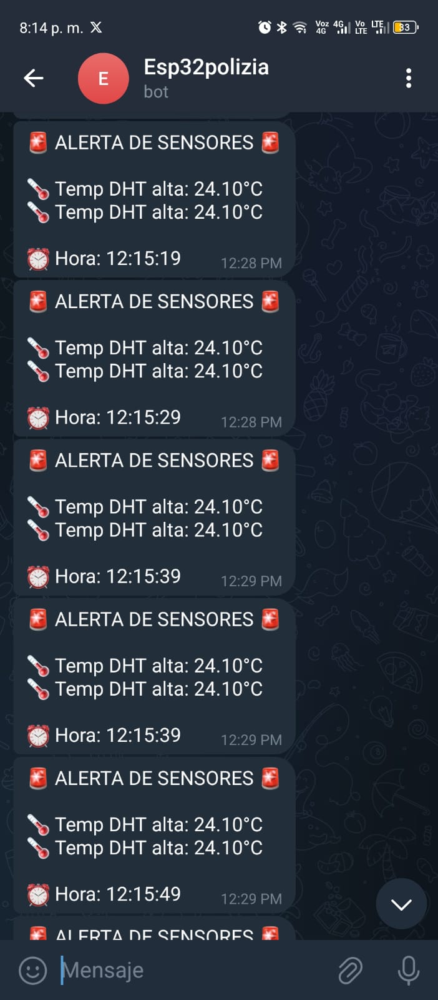 8:14 p. m.
Voz 4G 4G Vo LTE LTE 33
E
Esp32polizia
bot
ALERTA DE SENSORES
Temp DHT alta: 24.10°C
Temp DHT alta: 24.10°C
Hora: 12:15:19 12:28 PM
ALERTA DE SENSORES
Temp DHT alta: 24.10°C
Temp DHT alta: 24.10°C
Hora: 12:15:29 12:28 PM
ALERTA DE SENSORES
Temp DHT alta: 24.10°C
Temp DHT alta: 24.10°C
Hora: 12:15:39 12:29 PM
ALERTA DE SENSORES
Temp DHT alta: 24.10°C
Temp DHT alta: 24.10°C
Hora: 12:15:39 12:29 PM
ALERTA DE SENSORES
Temp DHT alta: 24.10°C
Temp DHT alta: 24.10°C
Hora: 12:15:49 12:29 PM
ALERTA DE SENSORES
Mensaje